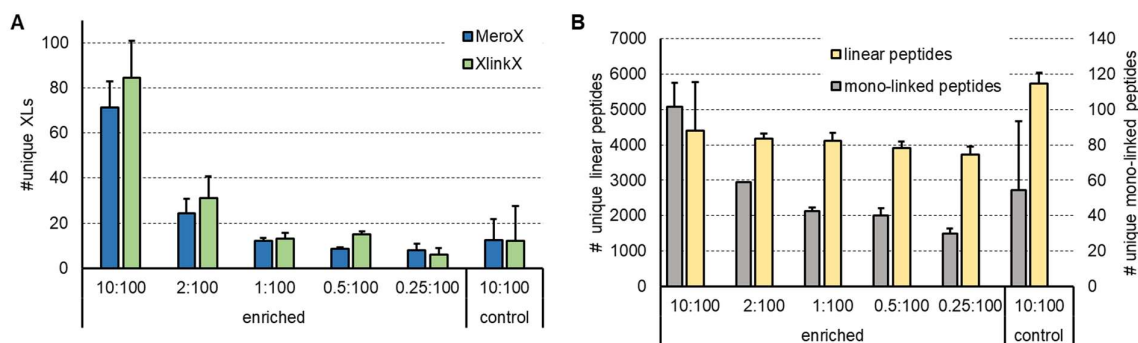 A
#unique XLs
100
80
60
40
20
0
MeroX
XlinkX
10:100 2:100 1:100 0.5:100 0.25:100 10:100
enriched control
B
# unique linear peptides
7000
6000
5000
4000
3000
2000
1000
0
linear peptides
mono-linked peptides
140
120
100
80
60
40
20
0
# unique mono-linked peptides
10:100 2:100 1:100 0.5:100 0.25:100 10:100
enriched control